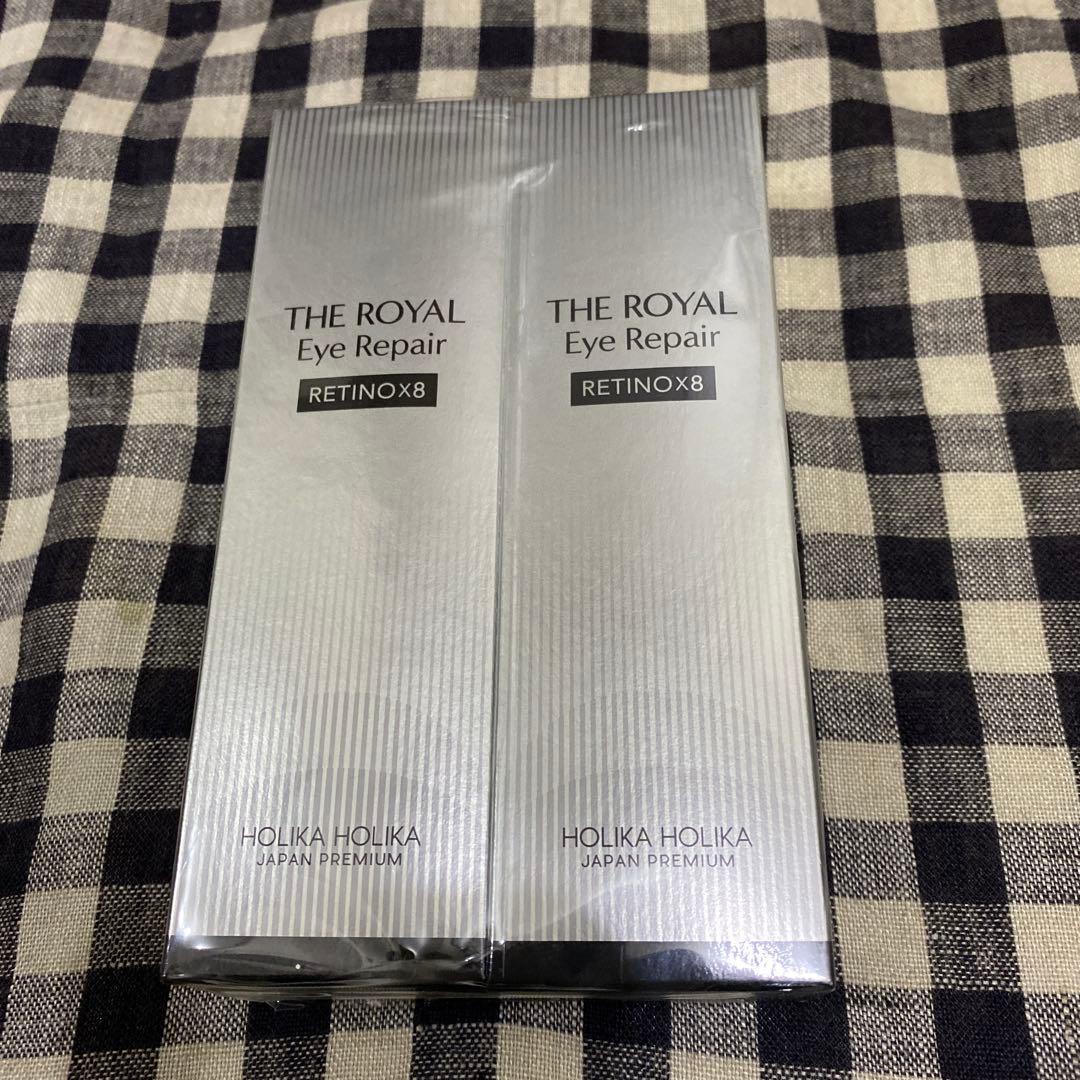 THE ROYAL
Eye Repair
RETINOX8
HOLIKA HOLIKA
JAPAN PREMIUM
THE ROYAL
Eye Repair
RETINOX8
HOLIKA HOLIKA
JAPAN PREMIUM